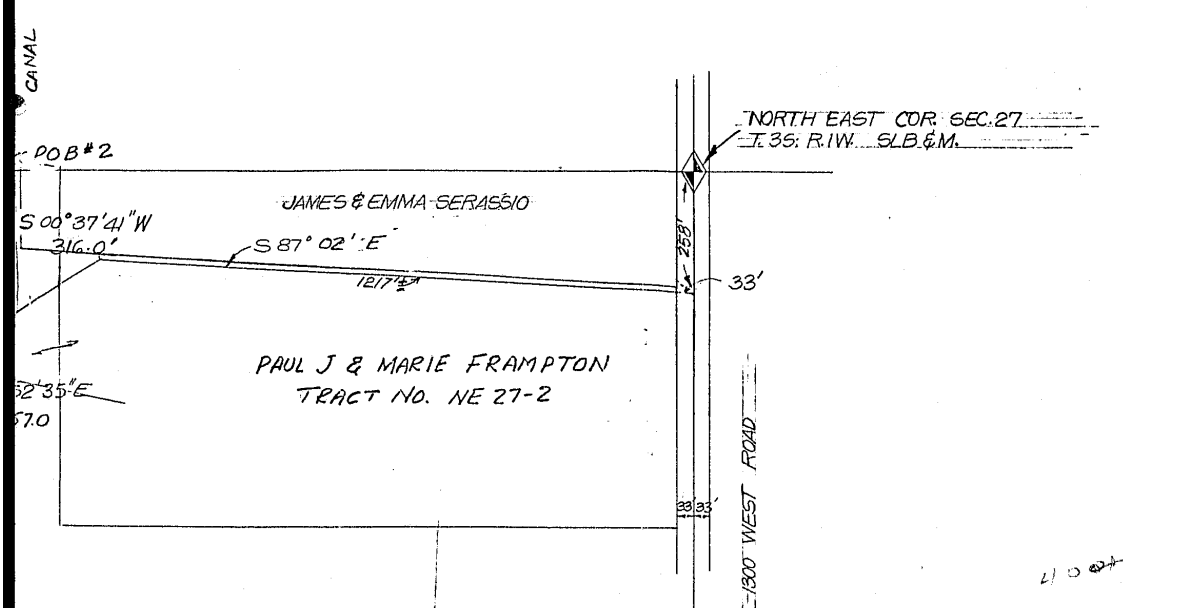 CANAL
NORTH EAST COR. SEC. 27
T. 3S. R.1W. SLB & M.
POB #2
JAMES & EMMA SERASSIO
S 00° 37' 41" W
316.0'
S 87° 02' E
1217'±
258'
33'
PAUL J & MARIE FRAMPTON
TRACT NO. NE 27-2
52' 35" E
57.0
33' 33'
1300 WEST ROAD